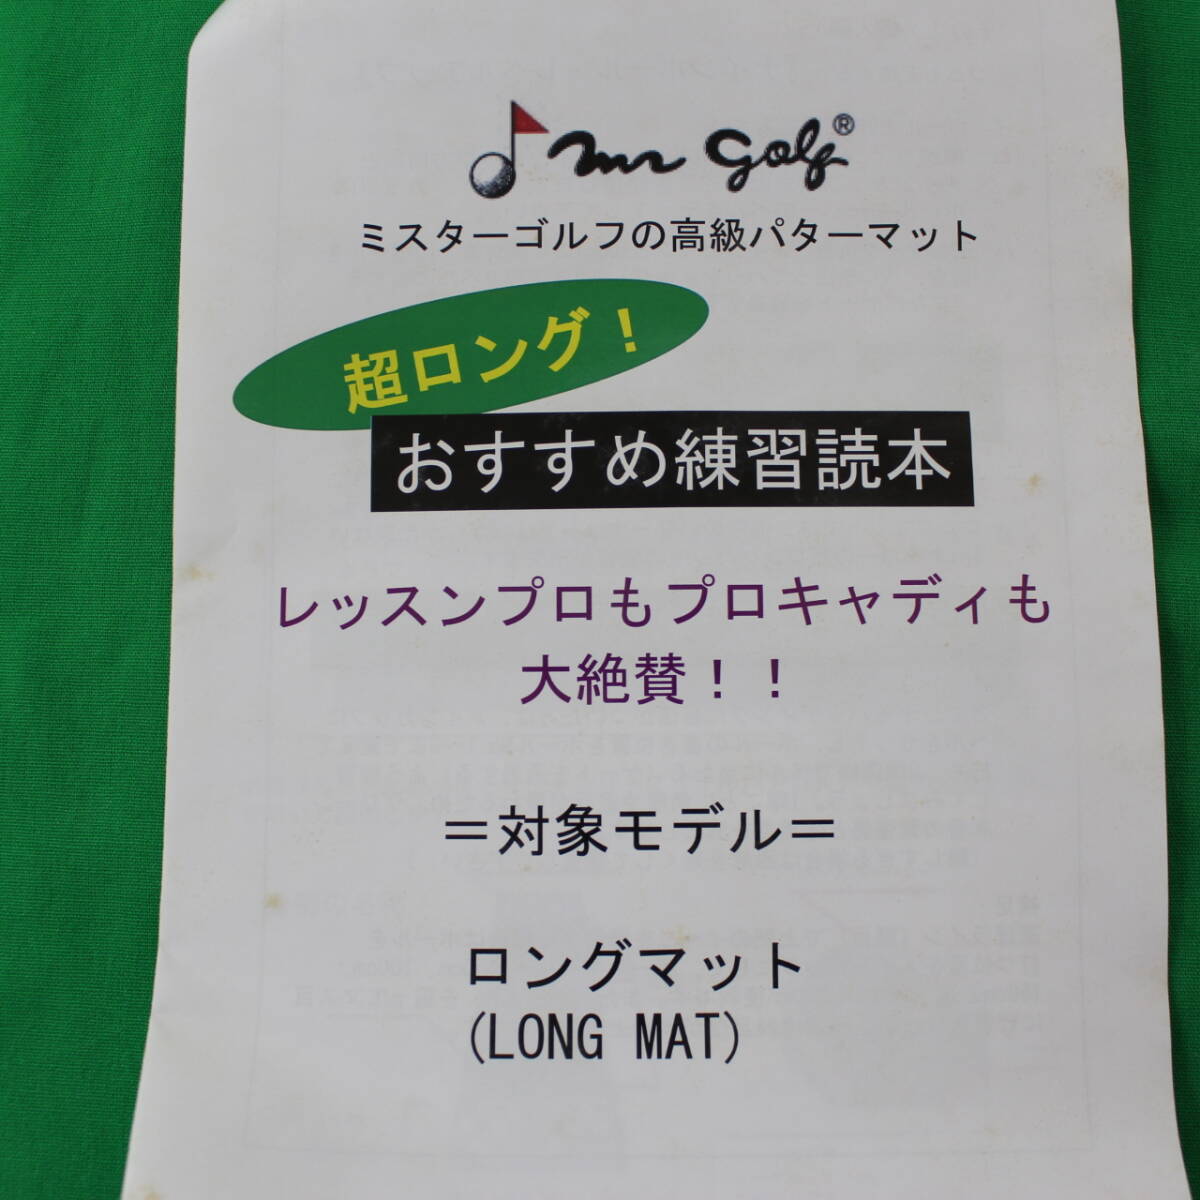 mr golf®
ミスターゴルフの高級パターマット
超ロング！
おすすめ練習読本
レッスンプロもプロキャディも
大絶賛！！
＝対象モデル＝
ロングマット
(LONG MAT)